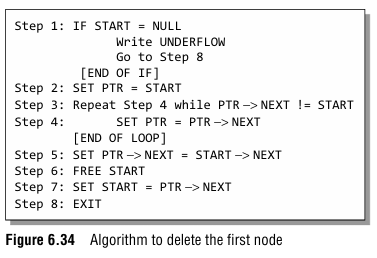 Step 1: IF START = NULL
Write UNDERFLOW
Go to Step 8
[END OF IF]
Step 2: SET PTR = START
Step 3: Repeat Step 4 while PTR->NEXT != START
Step 4: SET PTR = PTR->NEXT
[END OF LOOP]
Step 5: SET PTR->NEXT = START->NEXT
Step 6: FREE START
Step 7: SET START = PTR->NEXT
Step 8: EXIT
Figure 6.34 Algorithm to delete the first node